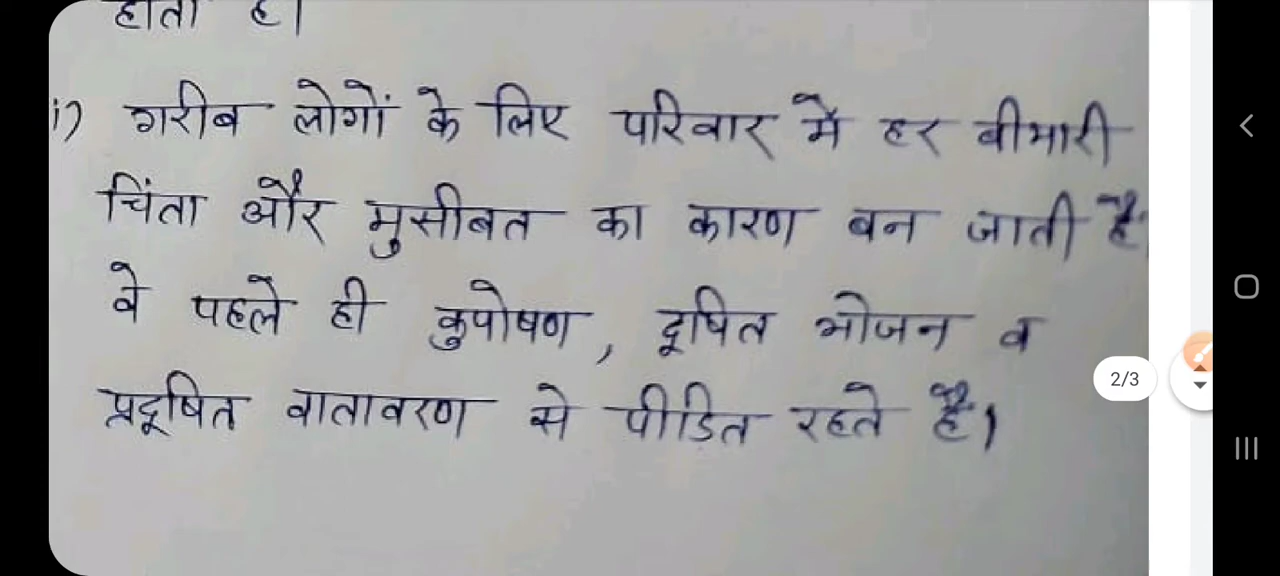 होता है।
i) गरीब लोगों के लिए परिवार में हर बीमारी
चिंता और मुसीबत का कारण बन जाती है।
वे पहले ही कुपोषण, दूषित भोजन व
प्रदूषित वातावरण से पीडित रहते हैं।
2/3